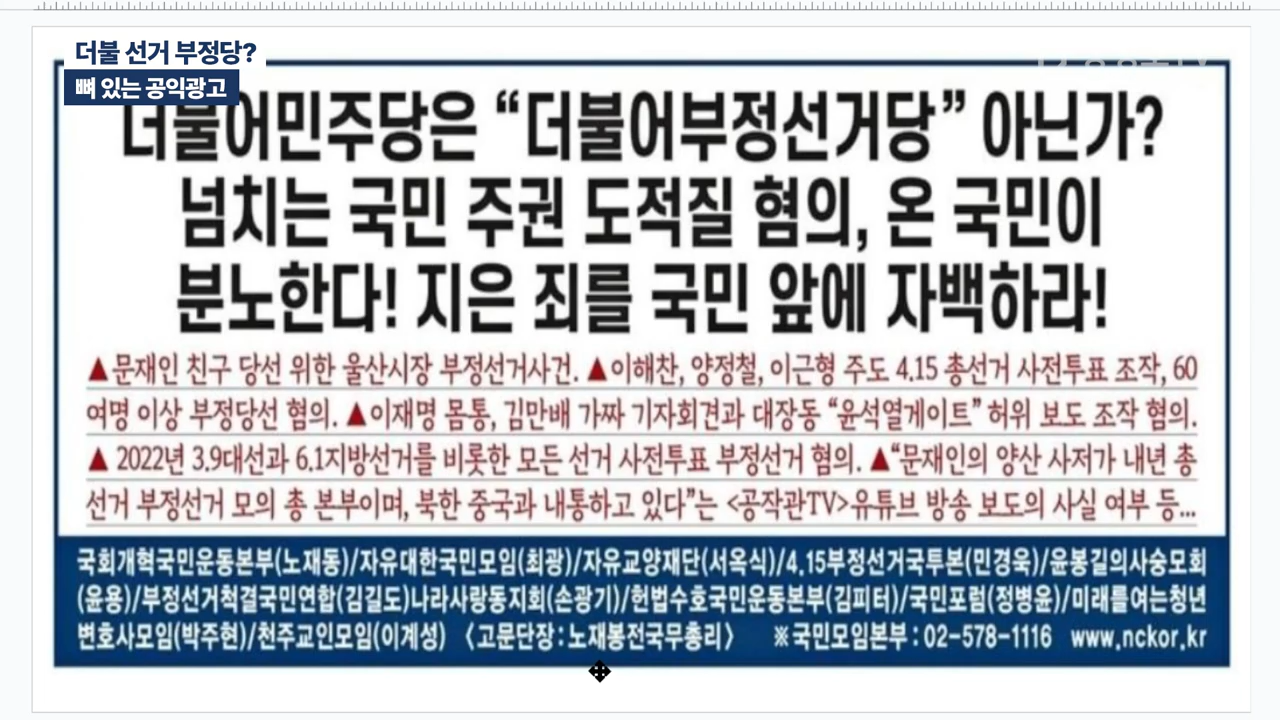 더불 선거 부정당?
뼈 있는 공익광고
더불어민주당은 “더불어부정선거당” 아닌가?
넘치는 국민 주권 도적질 혐의, 온 국민이
분노한다! 지은 죄를 국민 앞에 자백하라!
▲문재인 친구 당선 위한 울산시장 부정선거사건. ▲이해찬, 양정철, 이근형 주도 4.15 총선거 사전투표 조작, 60
여명 이상 부정당선 혐의. ▲이재명 몸통, 김만배 가짜 기자회견과 대장동 “윤석열게이트” 허위 보도 조작 혐의.
▲ 2022년 3.9대선과 6.1지방선거를 비롯한 모든 선거 사전투표 부정선거 혐의. ▲“문재인의 양산 사저가 내년 총
선거 부정선거 모의 총 본부이며, 북한 중국과 내통하고 있다”는 <공작관TV>유튜브 방송 보도의 사실 여부 등...
국회개혁국민운동본부(노재동)/자유대한국민모임(최광)/자유교양재단(서옥식)/4.15부정선거국투본(민경욱)/윤봉길의사숭모회
(윤용)/부정선거척결국민연합(김길도)나라사랑동지회(손광기)/헌법수호국민운동본부(김피터)/국민포럼(정병윤)/미래를여는청년
변호사모임(박주현)/천주교인모임(이계성) 〈고문단장:노재봉전국무총리〉 ※국민모임본부:02-578-1116 www.nckor.kr